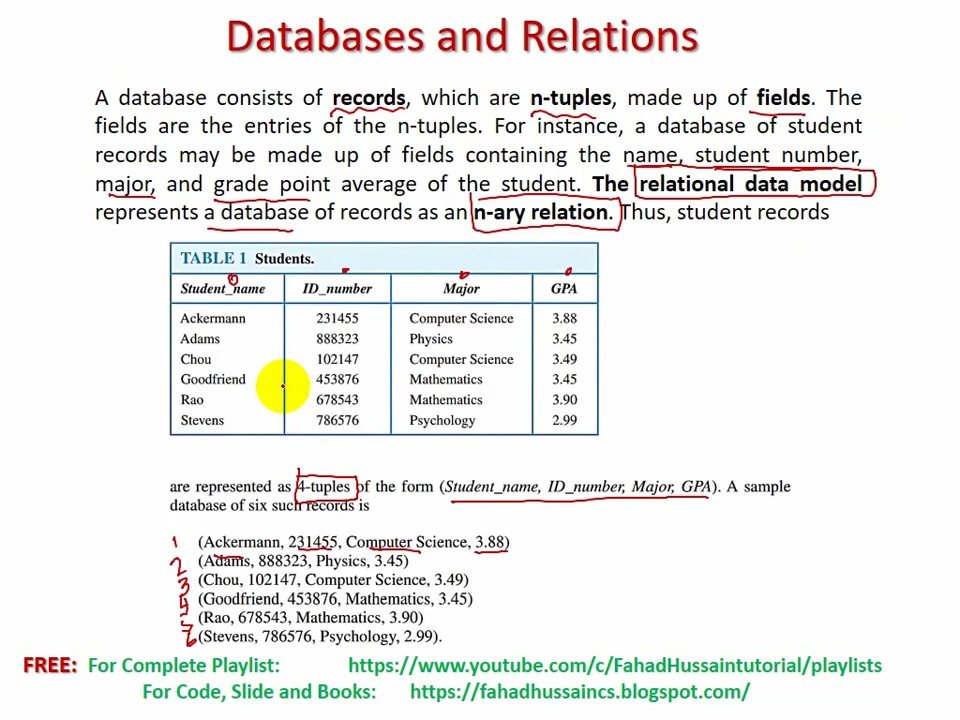 Databases and Relations
A database consists of records, which are n-tuples, made up of fields. The
fields are the entries of the n-tuples. For instance, a database of student
records may be made up of fields containing the name, student number,
major, and grade point average of the student. The relational data model
represents a database of records as an n-ary relation. Thus, student records
TABLE 1 Students.
Student_name ID_number Major GPA
Ackermann 231455 Computer Science 3.88
Adams 888323 Physics 3.45
Chou 102147 Computer Science 3.49
Goodfriend 453876 Mathematics 3.45
Rao 678543 Mathematics 3.90
Stevens 786576 Psychology 2.99
are represented as 4-tuples of the form (Student_name, ID_number, Major, GPA). A sample
database of six such records is
1 (Ackermann, 231455, Computer Science, 3.88)
2 (Adams, 888323, Physics, 3.45)
3 (Chou, 102147, Computer Science, 3.49)
4 (Goodfriend, 453876, Mathematics, 3.45)
(Rao, 678543, Mathematics, 3.90)
(Stevens, 786576, Psychology, 2.99).
FREE: For Complete Playlist: https://www.youtube.com/c/FahadHussaintutorial/playlists
For Code, Slide and Books: https://fahadhussaincs.blogspot.com/